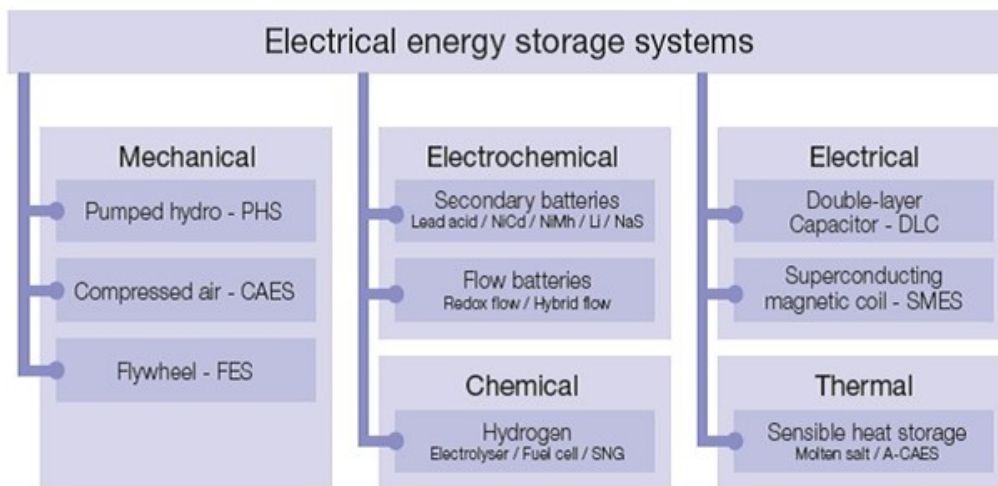 Electrical energy storage systems
Mechanical
Pumped hydro - PHS
Compressed air - CAES
Flywheel - FES
Electrochemical
Secondary batteries
Lead acid / NiCd / NiMh / Li / NaS
Flow batteries
Redox flow / Hybrid flow
Chemical
Hydrogen
Electrolyser / Fuel cell / SNG
Electrical
Double-layer
Capacitor - DLC
Superconducting
magnetic coil - SMES
Thermal
Sensible heat storage
Molten salt / A-CAES